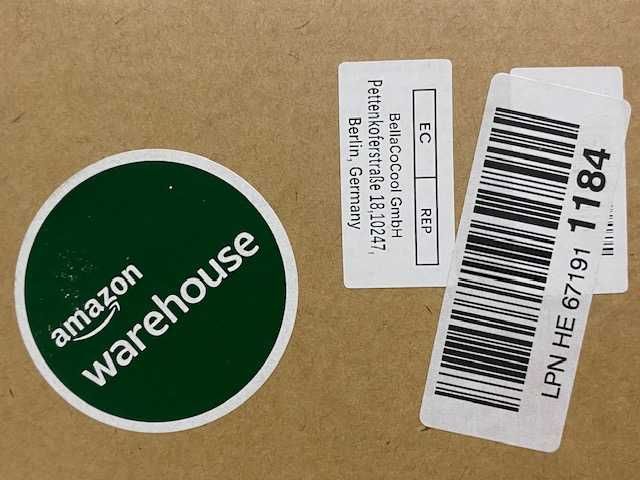 amazon
warehouse
EC REP
BellaCoCool GmbH
Pettenkoferstraße 18,10247,
Berlin, Germany
LPN HE 67191 1184